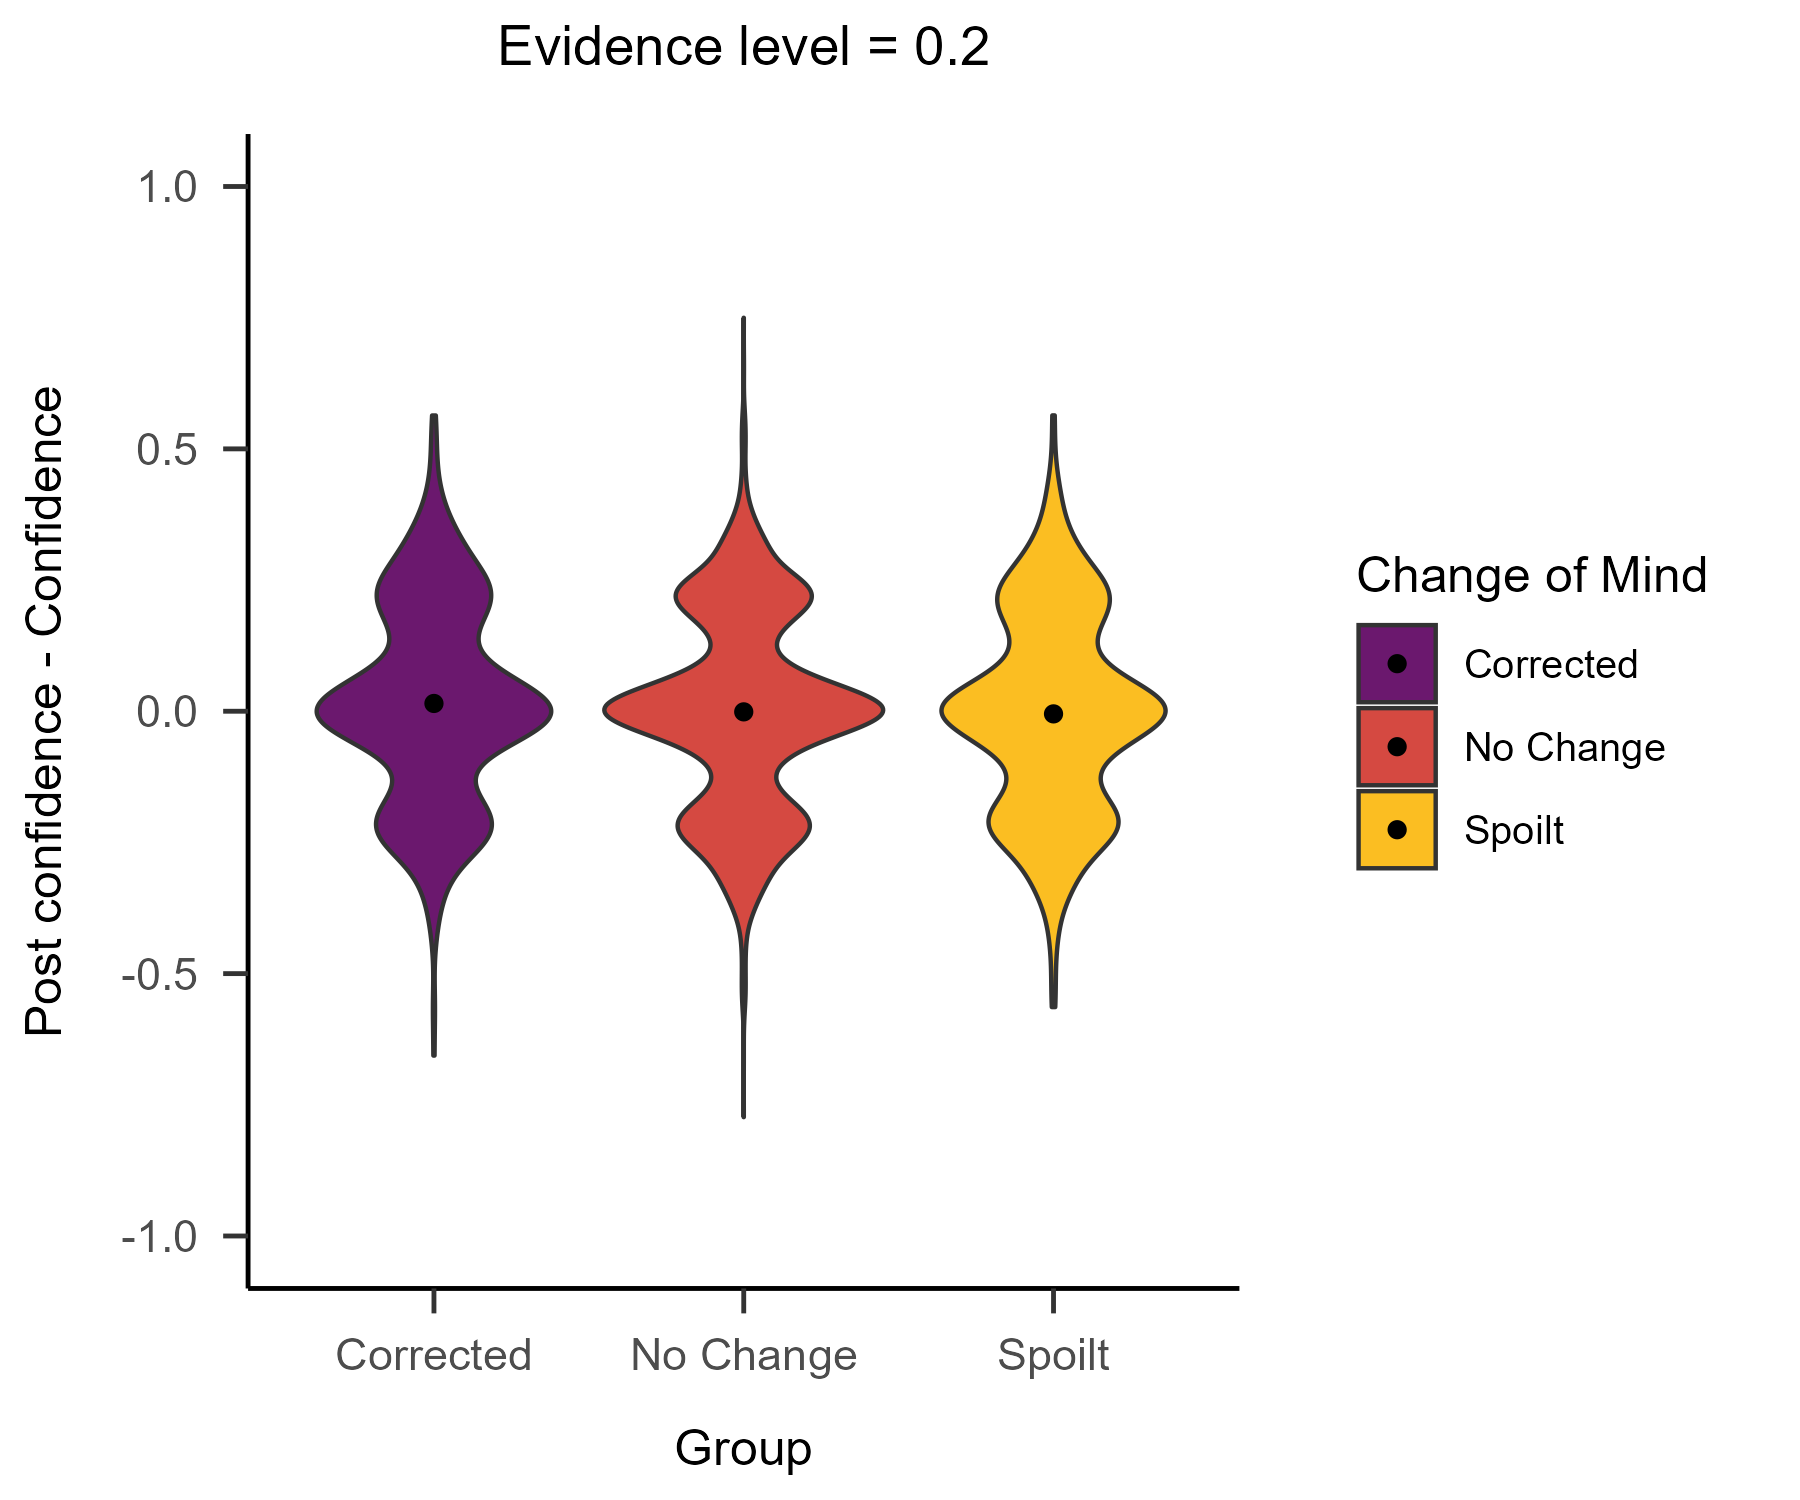 Evidence level = 0.2
Post confidence - Confidence
1.0
0.5
0.0
-0.5
-1.0
Corrected
No Change
Spoilt
Group
Change of Mind
Corrected
No Change
Spoilt